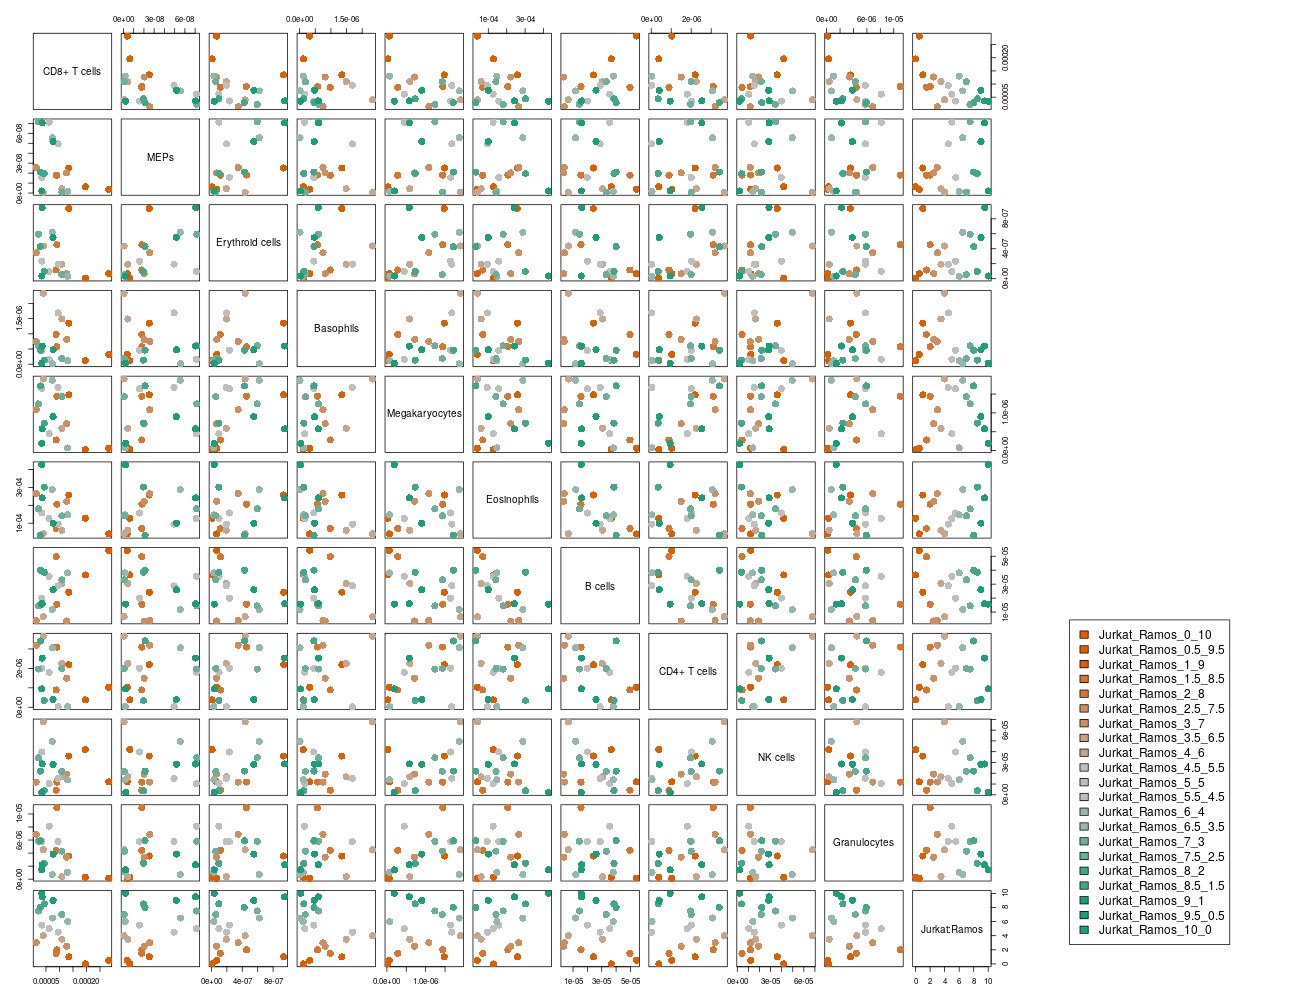 0e+00 3e-08 6e-08 0.0e+00 1.5e-06 1e-04 3e-04 0e+00 2e-06 0e+00 6e-06 1e-05
CD8+ T cells
0.00005 0.00020
0e+00 3e-08 6e-08
MEPs
Erythroid cells
0e+00 4e-07 8e-07
0.0e+00 1.5e-06
Basophils
Megakaryocytes
0.0e+00 1.0e-06
1e-04 3e-04
Eosinophils
B cells
1e-05 3e-05 5e-05
0e+00 2e-06
CD4+ T cells
NK cells
0e+00 3e-05 6e-05
0e+00 6e-06 1e-05
Granulocytes
Jurkat:Ramos
0 2 4 6 8 10
0.00005 0.00020 0e+00 4e-07 8e-07 0.0e+00 1.0e-06 1e-05 3e-05 5e-05 0e+00 3e-05 6e-05 0 2 4 6 8 10
Jurkat_Ramos_0_10
Jurkat_Ramos_0.5_9.5
Jurkat_Ramos_1_9
Jurkat_Ramos_1.5_8.5
Jurkat_Ramos_2_8
Jurkat_Ramos_2.5_7.5
Jurkat_Ramos_3_7
Jurkat_Ramos_3.5_6.5
Jurkat_Ramos_4_6
Jurkat_Ramos_4.5_5.5
Jurkat_Ramos_5_5
Jurkat_Ramos_5.5_4.5
Jurkat_Ramos_6_4
Jurkat_Ramos_6.5_3.5
Jurkat_Ramos_7_3
Jurkat_Ramos_7.5_2.5
Jurkat_Ramos_8_2
Jurkat_Ramos_8.5_1.5
Jurkat_Ramos_9_1
Jurkat_Ramos_9.5_0.5
Jurkat_Ramos_10_0